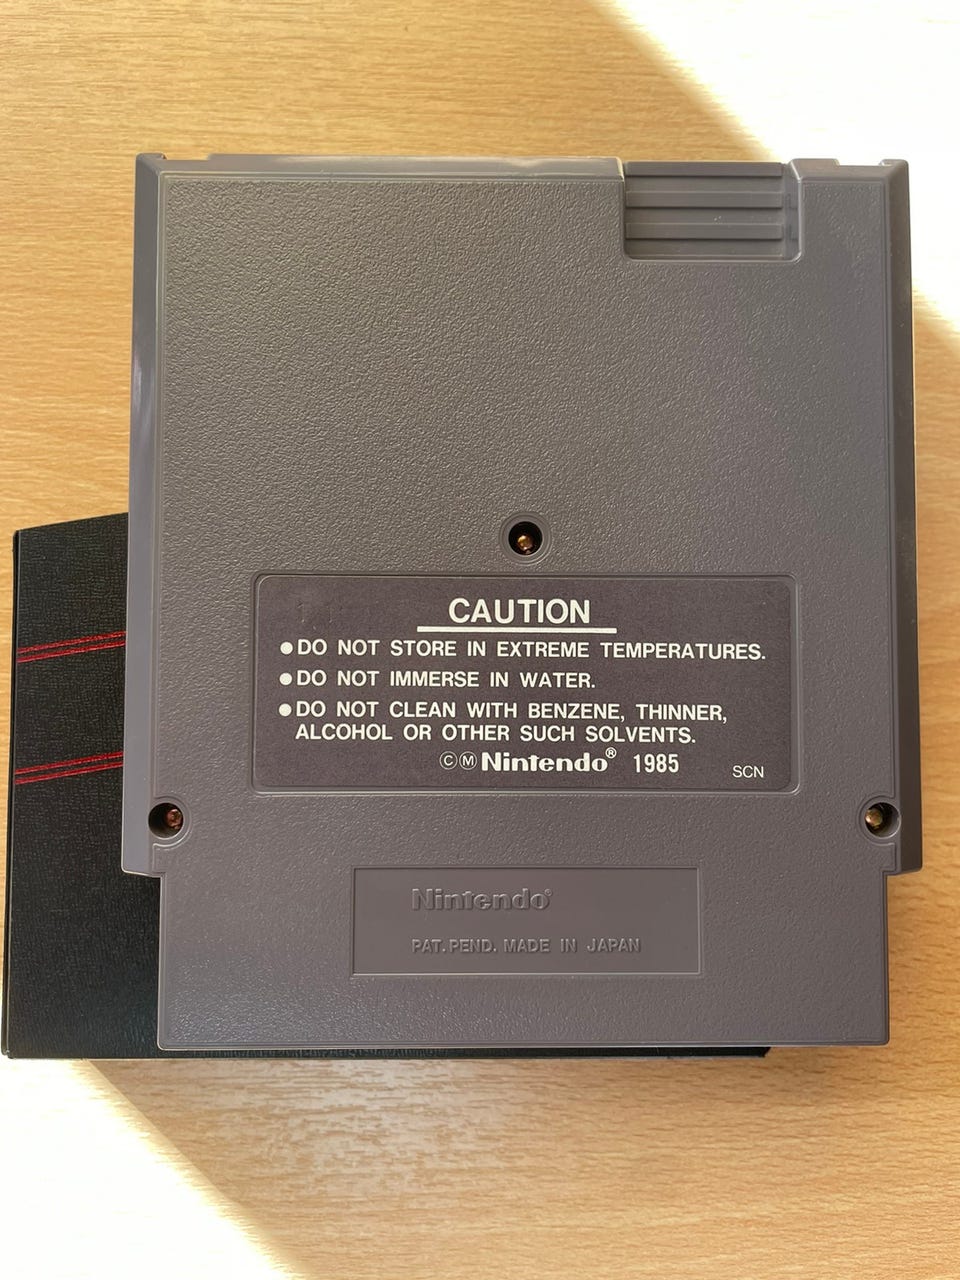 CAUTION
●DO NOT STORE IN EXTREME TEMPERATURES.
●DO NOT IMMERSE IN WATER.
●DO NOT CLEAN WITH BENZENE, THINNER,
ALCOHOL OR OTHER SUCH SOLVENTS.
ⒸⓂNintendo® 1985
SCN
Nintendo®
PAT. PEND. MADE IN JAPAN